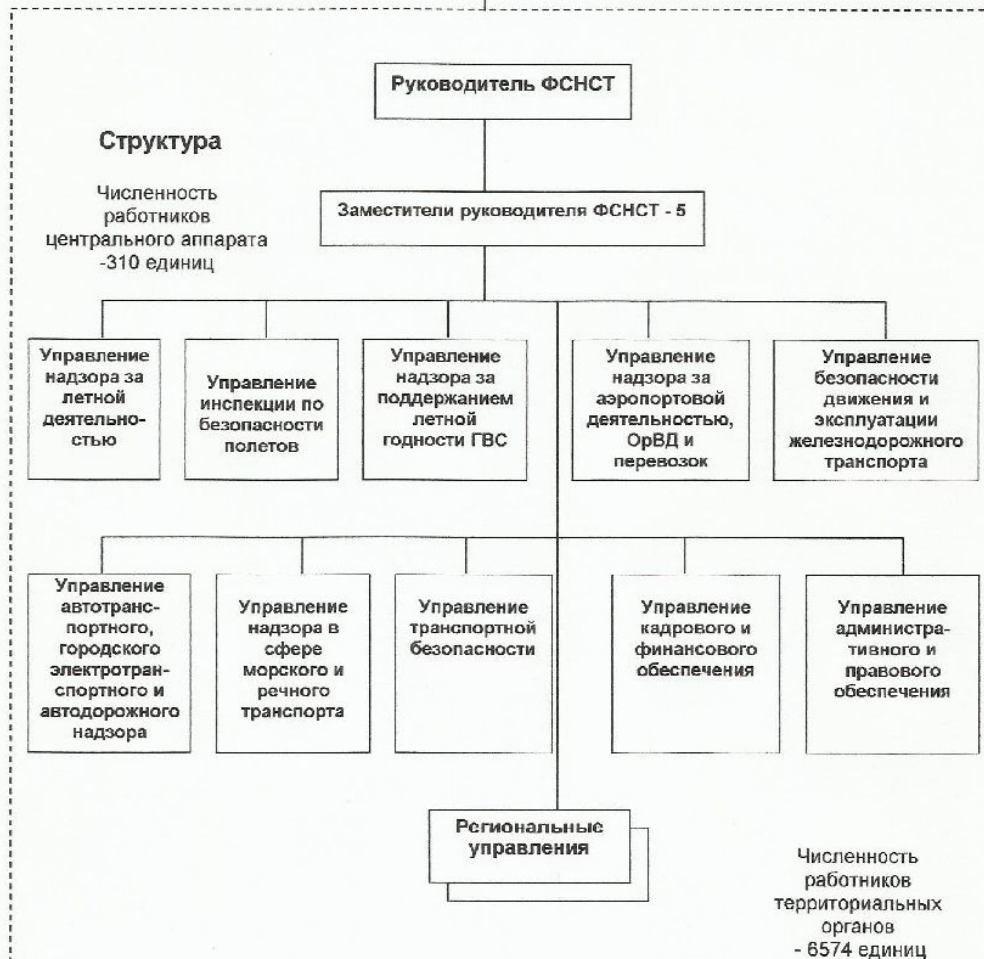 Руководитель ФСНСТ
Структура
Численность
работников
центрального аппарата
-310 единиц
Заместители руководителя ФСНСТ - 5
Управление
надзора за
летной
деятельно-
стью
Управление
инспекции по
безопасности
полетов
Управление
надзора за
поддержанием
летной
годности ГВС
Управление
надзора за
аэропортовой
деятельностью,
ОрВД и
перевозок
Управление
безопасности
движения и
эксплуатации
железнодорожного
транспорта
Управление
автотранс-
портного,
городского
электротран-
спортного и
автодорожного
надзора
Управление
надзора в
сфере
морского и
речного
транспорта
Управление
транспортной
безопасности
Управление
кадрового и
финансового
обеспечения
Управление
администра-
тивного и
правового
обеспечения
Региональные
управления
Численность
работников
территориальных
органов
- 6574 единиц